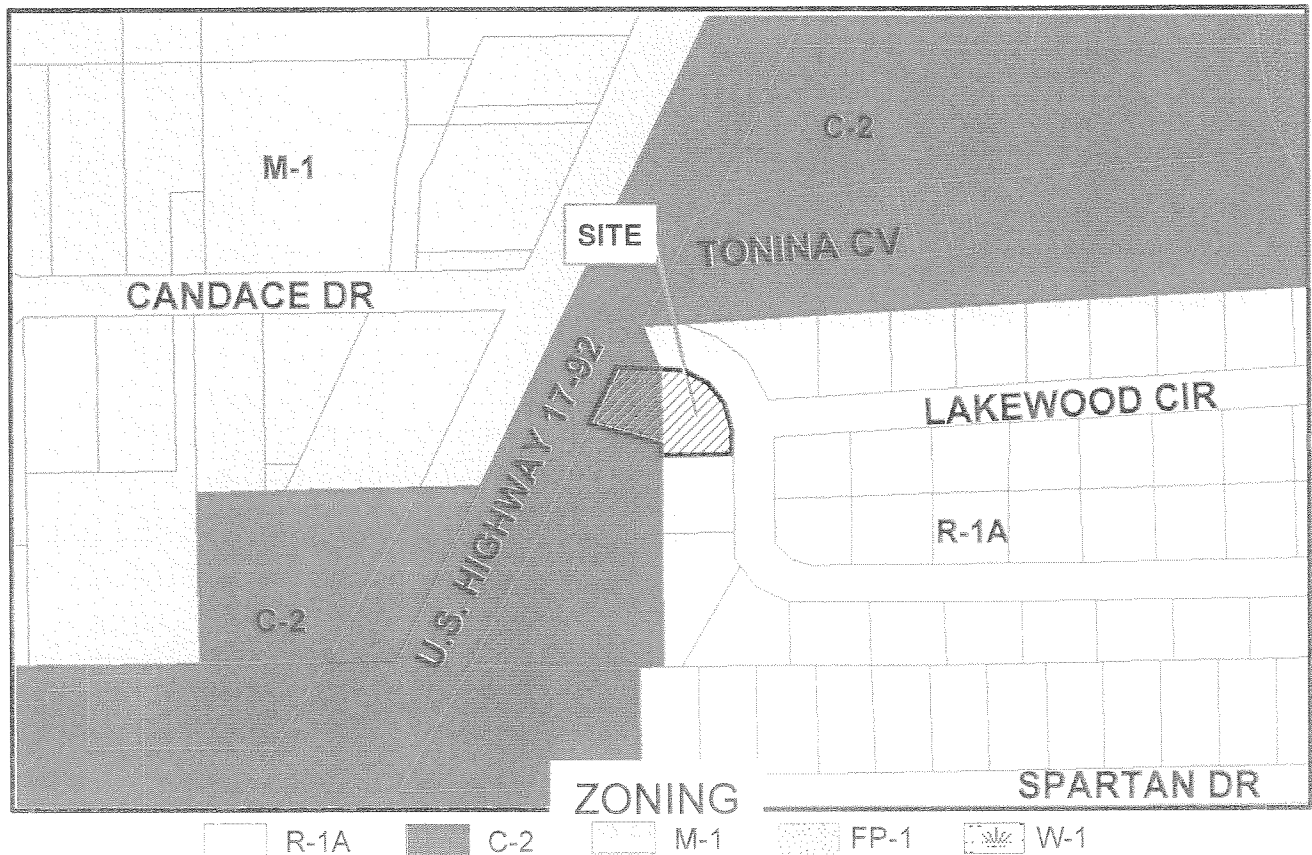 C-2
M-1
SITE
TONINA CV
CANDACE DR
U.S. HIGHWAY 17-92
LAKEWOOD CIR
R-1A
C-2
SPARTAN DR
ZONING
R-1A C-2 M-1 FP-1 W-1